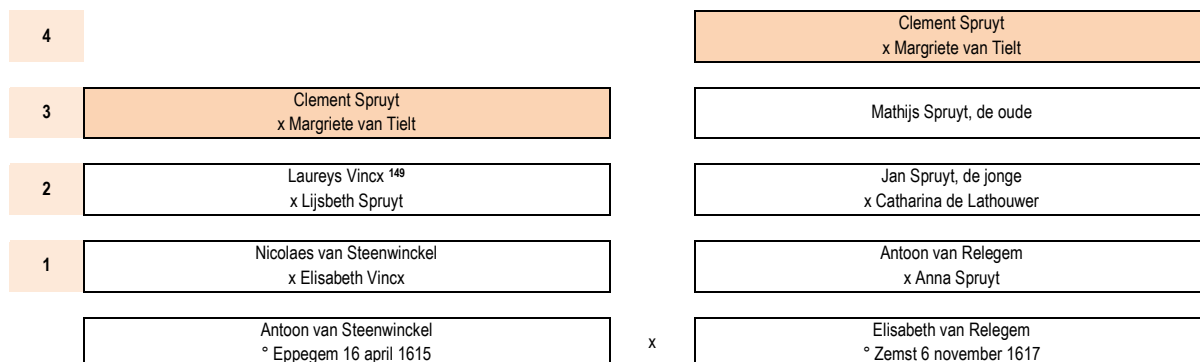 4
Clement Spruyt
x Margriete van Tielt
3
Clement Spruyt
x Margriete van Tielt
Mathijs Spruyt, de oude
2
Laureys Vincx 149
x Lijsbeth Spruyt
Jan Spruyt, de jonge
x Catharina de Lathouwer
1
Nicolaes van Steenwinckel
x Elisabeth Vincx
Antoon van Relegem
x Anna Spruyt
Antoon van Steenwinckel
° Eppegem 16 april 1615
x
Elisabeth van Relegem
° Zemst 6 november 1617